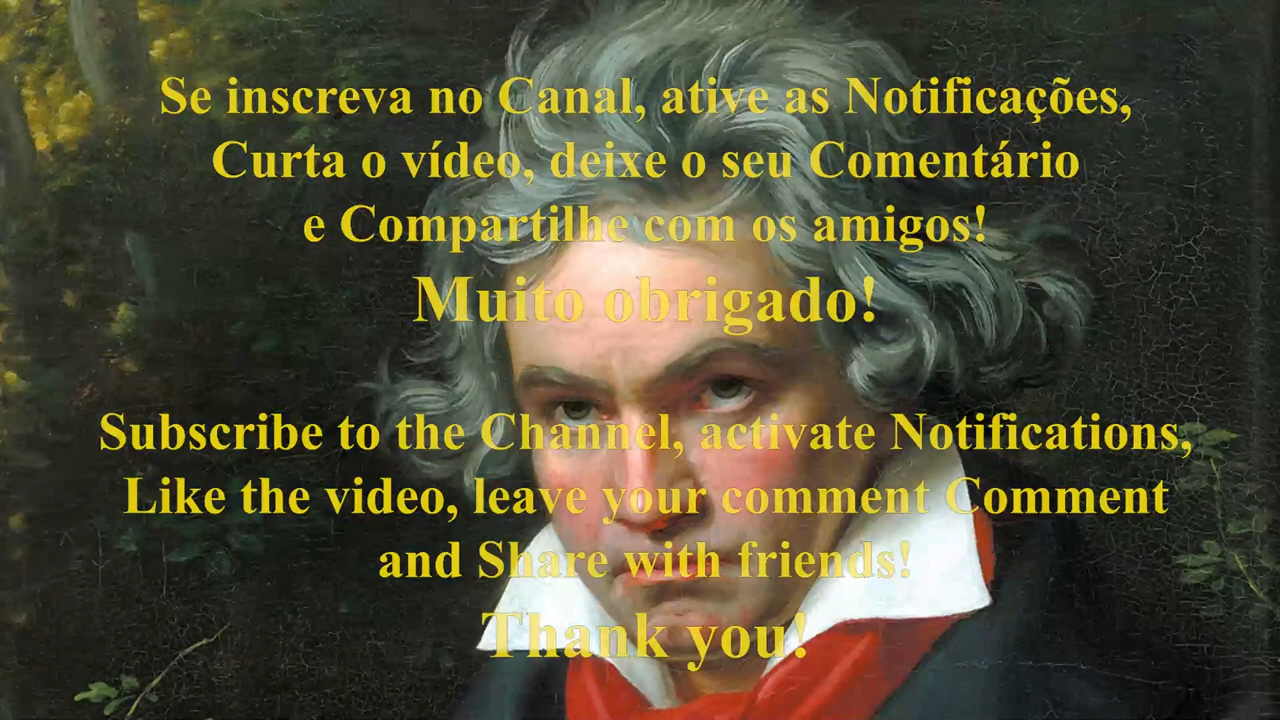 Se inscreva no Canal, ative as Notificações,
Curta o vídeo, deixe o seu Comentário
e Compartilhe com os amigos!
Muito obrigado!
Subscribe to the Channel, activate Notifications,
Like the video, leave your comment Comment
and Share with friends!
Thank you!